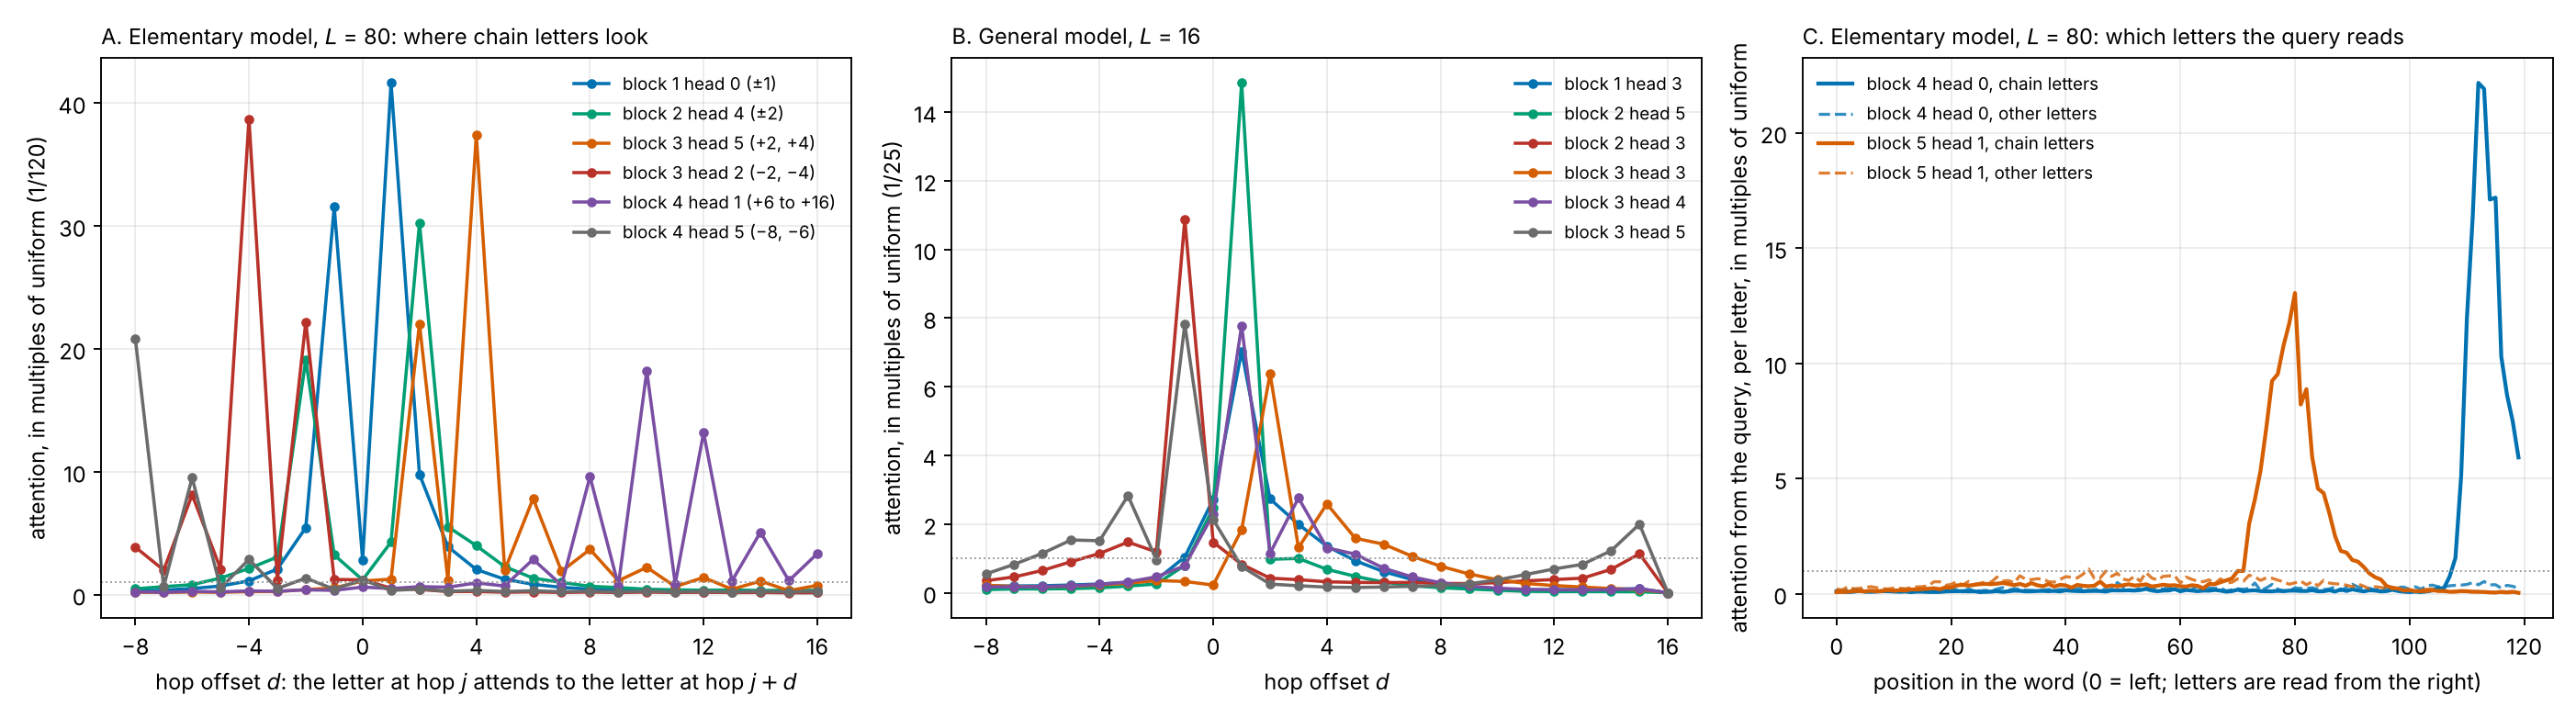 A. Elementary model, L = 80: where chain letters look
attention, in multiples of uniform (1/120)
40
30
20
10
0
−8
−4
0
4
8
12
16
block 1 head 0 (±1)
block 2 head 4 (±2)
block 3 head 5 (+2, +4)
block 3 head 2 (−2, −4)
block 4 head 1 (+6 to +16)
block 4 head 5 (−8, −6)
hop offset d: the letter at hop j attends to the letter at hop j + d
B. General model, L = 16
attention, in multiples of uniform (1/25)
14
12
10
8
6
4
2
0
−8
−4
0
4
8
12
16
block 1 head 3
block 2 head 5
block 2 head 3
block 3 head 3
block 3 head 4
block 3 head 5
hop offset d
C. Elementary model, L = 80: which letters the query reads
attention from the query, per letter, in multiples of uniform
20
15
10
5
0
0
20
40
60
80
100
120
block 4 head 0, chain letters
block 4 head 0, other letters
block 5 head 1, chain letters
block 5 head 1, other letters
position in the word (0 = left; letters are read from the right)